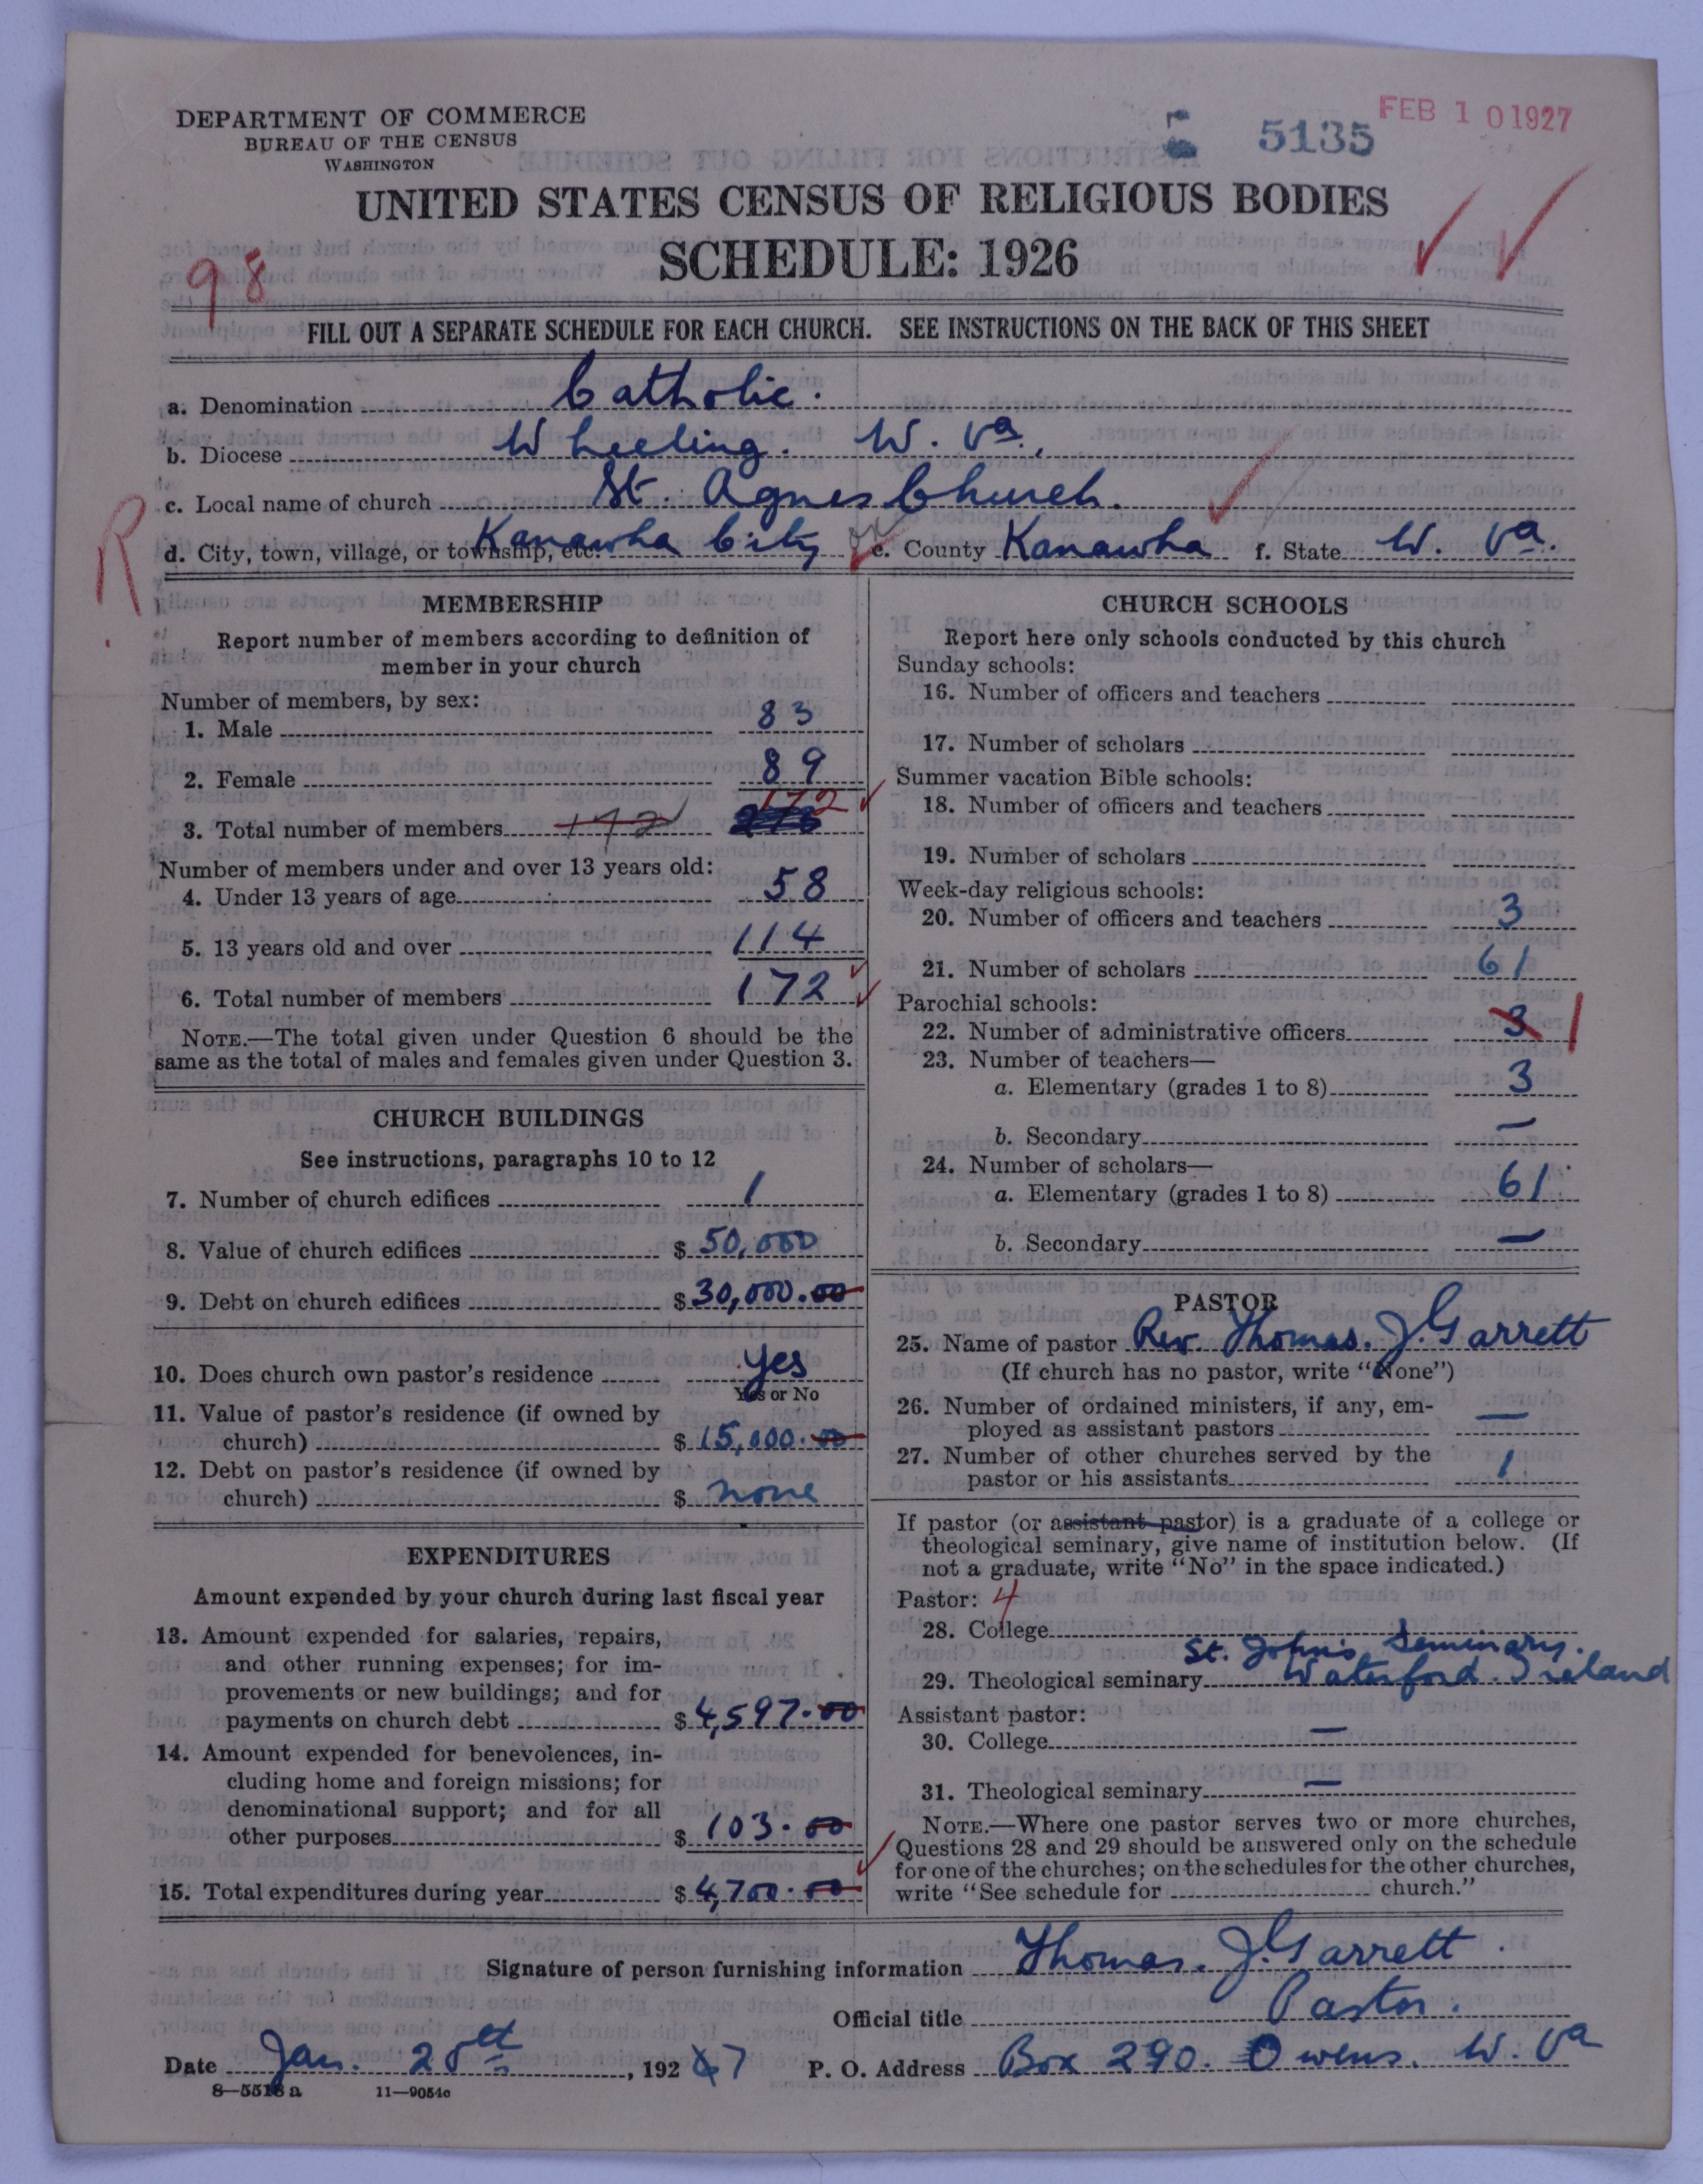 DEPARTMENT OF COMMERCE
BUREAU OF THE CENSUS
WASHINGTON
5135
FEB 10 1927
UNITED STATES CENSUS OF RELIGIOUS BODIES
SCHEDULE: 1926
98
FILL OUT A SEPARATE SCHEDULE FOR EACH CHURCH. SEE INSTRUCTIONS ON THE BACK OF THIS SHEET
a. Denomination Catholic.
b. Diocese Wheeling. W. Va.,
c. Local name of church St. Agnes Church.
R
d. City, town, village, or township, etc. Kanawha City e. County Kanawha f. State W. Va.
MEMBERSHIP
Report number of members according to definition of
member in your church
Number of members, by sex:
1. Male 83
2. Female 89
3. Total number of members 172 172
Number of members under and over 13 years old:
4. Under 13 years of age 58
5. 13 years old and over 114
6. Total number of members 172
NOTE.—The total given under Question 6 should be the
same as the total of males and females given under Question 3.
CHURCH BUILDINGS
See instructions, paragraphs 10 to 12
7. Number of church edifices 1
8. Value of church edifices $ 50,000
9. Debt on church edifices $ 30,000.00
10. Does church own pastor's residence yes
Yes or No
11. Value of pastor's residence (if owned by
church) $ 15,000.00
12. Debt on pastor's residence (if owned by
church) $ none
EXPENDITURES
Amount expended by your church during last fiscal year
13. Amount expended for salaries, repairs,
and other running expenses; for im-
provements or new buildings; and for
payments on church debt $ 4,597.00
14. Amount expended for benevolences, in-
cluding home and foreign missions; for
denominational support; and for all
other purposes $ 103.00
15. Total expenditures during year $ 4,700.00
CHURCH SCHOOLS
Report here only schools conducted by this church
Sunday schools:
16. Number of officers and teachers
17. Number of scholars
Summer vacation Bible schools:
18. Number of officers and teachers
19. Number of scholars
Week-day religious schools:
20. Number of officers and teachers 3
21. Number of scholars 61
Parochial schools:
22. Number of administrative officers 3 1
23. Number of teachers—
a. Elementary (grades 1 to 8) 3
b. Secondary —
24. Number of scholars—
a. Elementary (grades 1 to 8) 61
b. Secondary —
PASTOR
25. Name of pastor Rev. Thomas. J. Garrett
(If church has no pastor, write "None")
26. Number of ordained ministers, if any, em-
ployed as assistant pastors —
27. Number of other churches served by the
pastor or his assistants 1
If pastor (or assistant pastor) is a graduate of a college or
theological seminary, give name of institution below. (If
not a graduate, write "No" in the space indicated.)
Pastor: 4
28. College
St. John's Seminary.
29. Theological seminary Waterford. Ireland
Assistant pastor:
30. College —
31. Theological seminary —
NOTE.—Where one pastor serves two or more churches,
Questions 28 and 29 should be answered only on the schedule
for one of the churches; on the schedules for the other churches,
write "See schedule for church."
Signature of person furnishing information Thomas. J. Garrett.
Official title Pastor.
Date Jan. 28th, 1927 P. O. Address Box 290. Owens. W. Va
8—5518 a 11—9054c